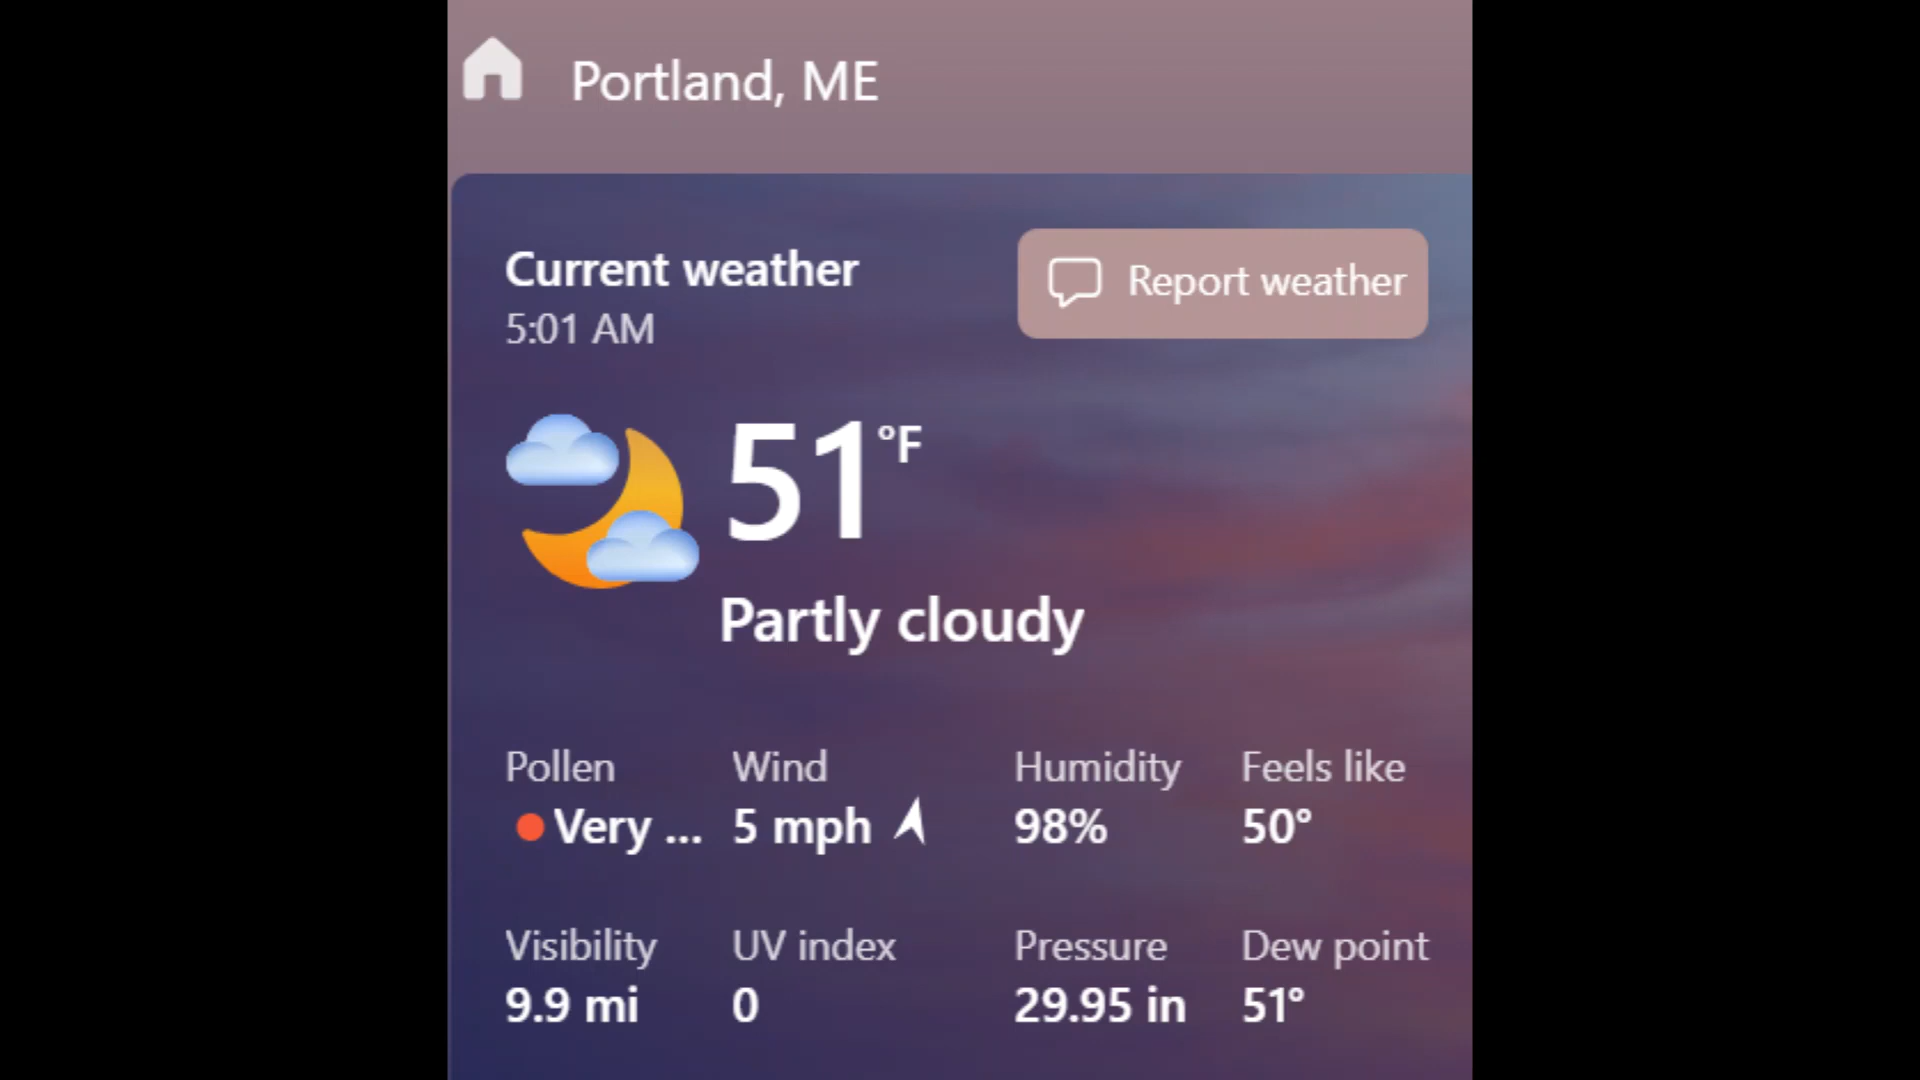 Portland, ME
Current weather
Report weather
5:01 AM
51°F
Partly cloudy
Pollen Wind Humidity Feels like
Very ... 5 mph 98% 50°
Visibility UV index Pressure Dew point
9.9 mi 0 29.95 in 51°